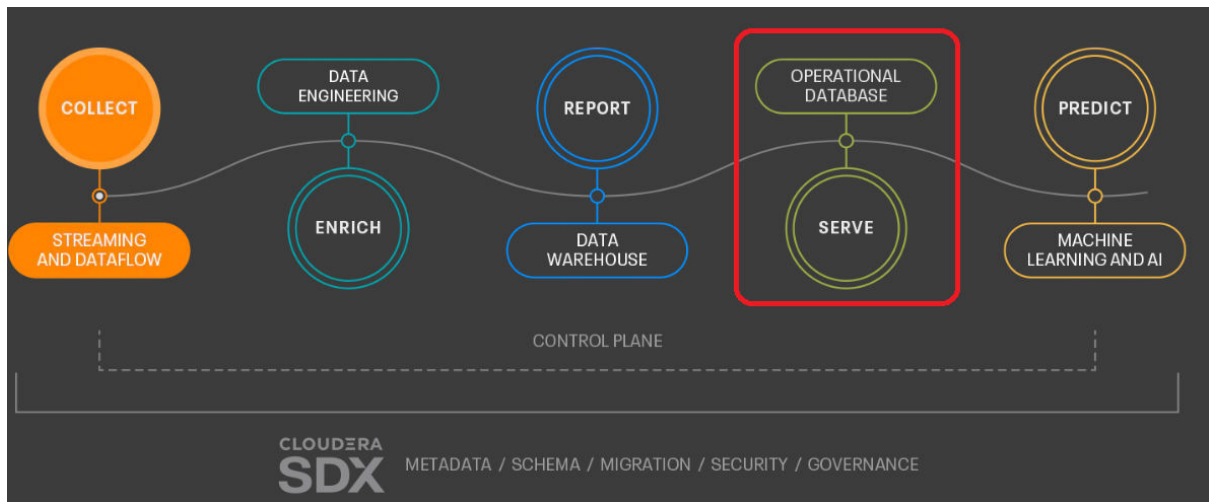 COLLECT
STREAMING
AND DATAFLOW
DATA
ENGINEERING
ENRICH
REPORT
DATA
WAREHOUSE
OPERATIONAL
DATABASE
SERVE
PREDICT
MACHINE
LEARNING AND AI
CONTROL PLANE
CLOUDERA
SDX
METADATA / SCHEMA / MIGRATION / SECURITY / GOVERNANCE